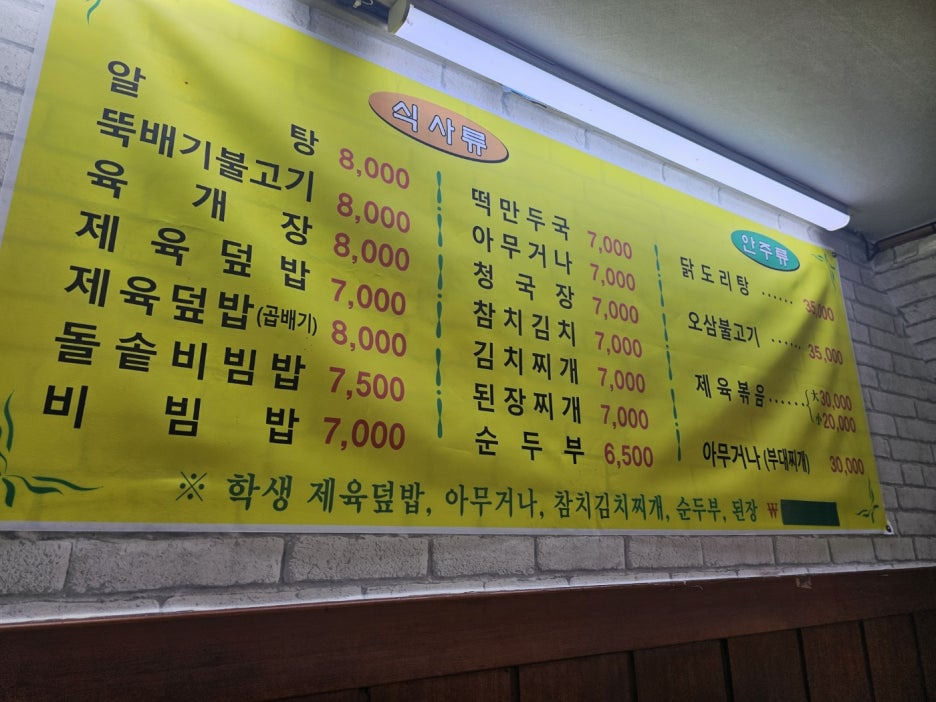 식사류
알탕 8,000
뚝배기불고기 8,000
육개장 8,000
제육덮밥 7,000
제육덮밥(곱배기) 8,000
돌솥비빔밥 7,500
비빔밥 7,000
떡만두국 7,000
아무거나 7,000
청국장 7,000
참치김치 7,000
김치찌개 7,000
된장찌개 7,000
순두부 6,500
안주류
닭도리탕 ...... 35,000
오삼불고기 ...... 35,000
제육볶음 ...... 大30,000
小20,000
아무거나(부대찌개) 30,000
※ 학생 제육덮밥, 아무거나, 참치김치찌개, 순두부, 된장 ₩